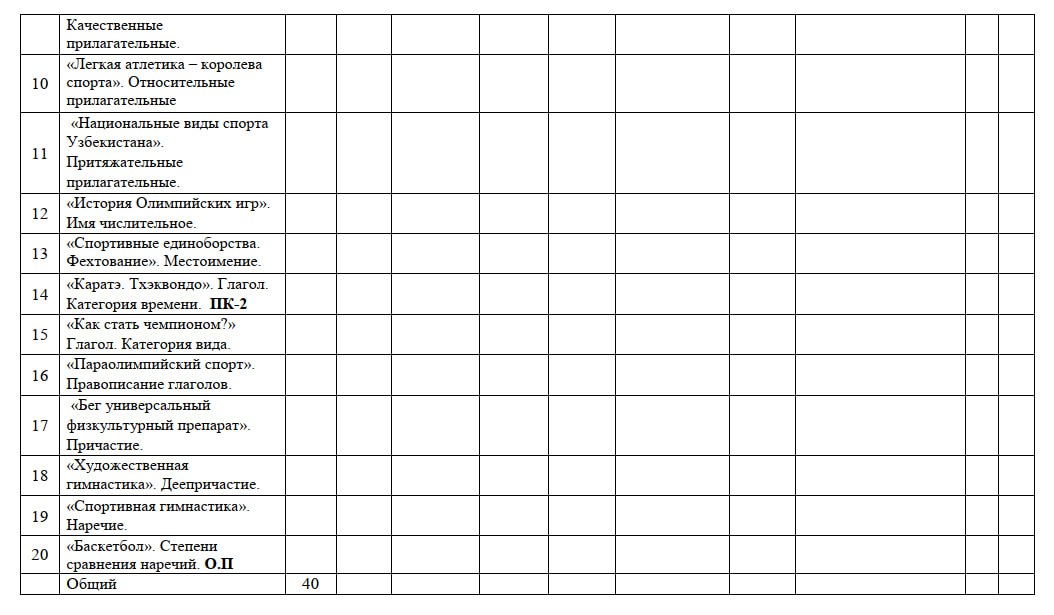 Качественные
прилагательные.
10
«Легкая атлетика – королева
спорта». Относительные
прилагательные
11
«Национальные виды спорта
Узбекистана».
Притяжательные
прилагательные.
12
«История Олимпийских игр».
Имя числительное.
13
«Спортивные единоборства.
Фехтование». Местоимение.
14
«Каратэ. Тхэквондо». Глагол.
Категория времени. ПК-2
15
«Как стать чемпионом?»
Глагол. Категория вида.
16
«Параолимпийский спорт».
Правописание глаголов.
17
«Бег универсальный
физкультурный препарат».
Причастие.
18
«Художественная
гимнастика». Деепричастие.
19
«Спортивная гимнастика».
Наречие.
20
«Баскетбол». Степени
сравнения наречий. О.П
Общий 40